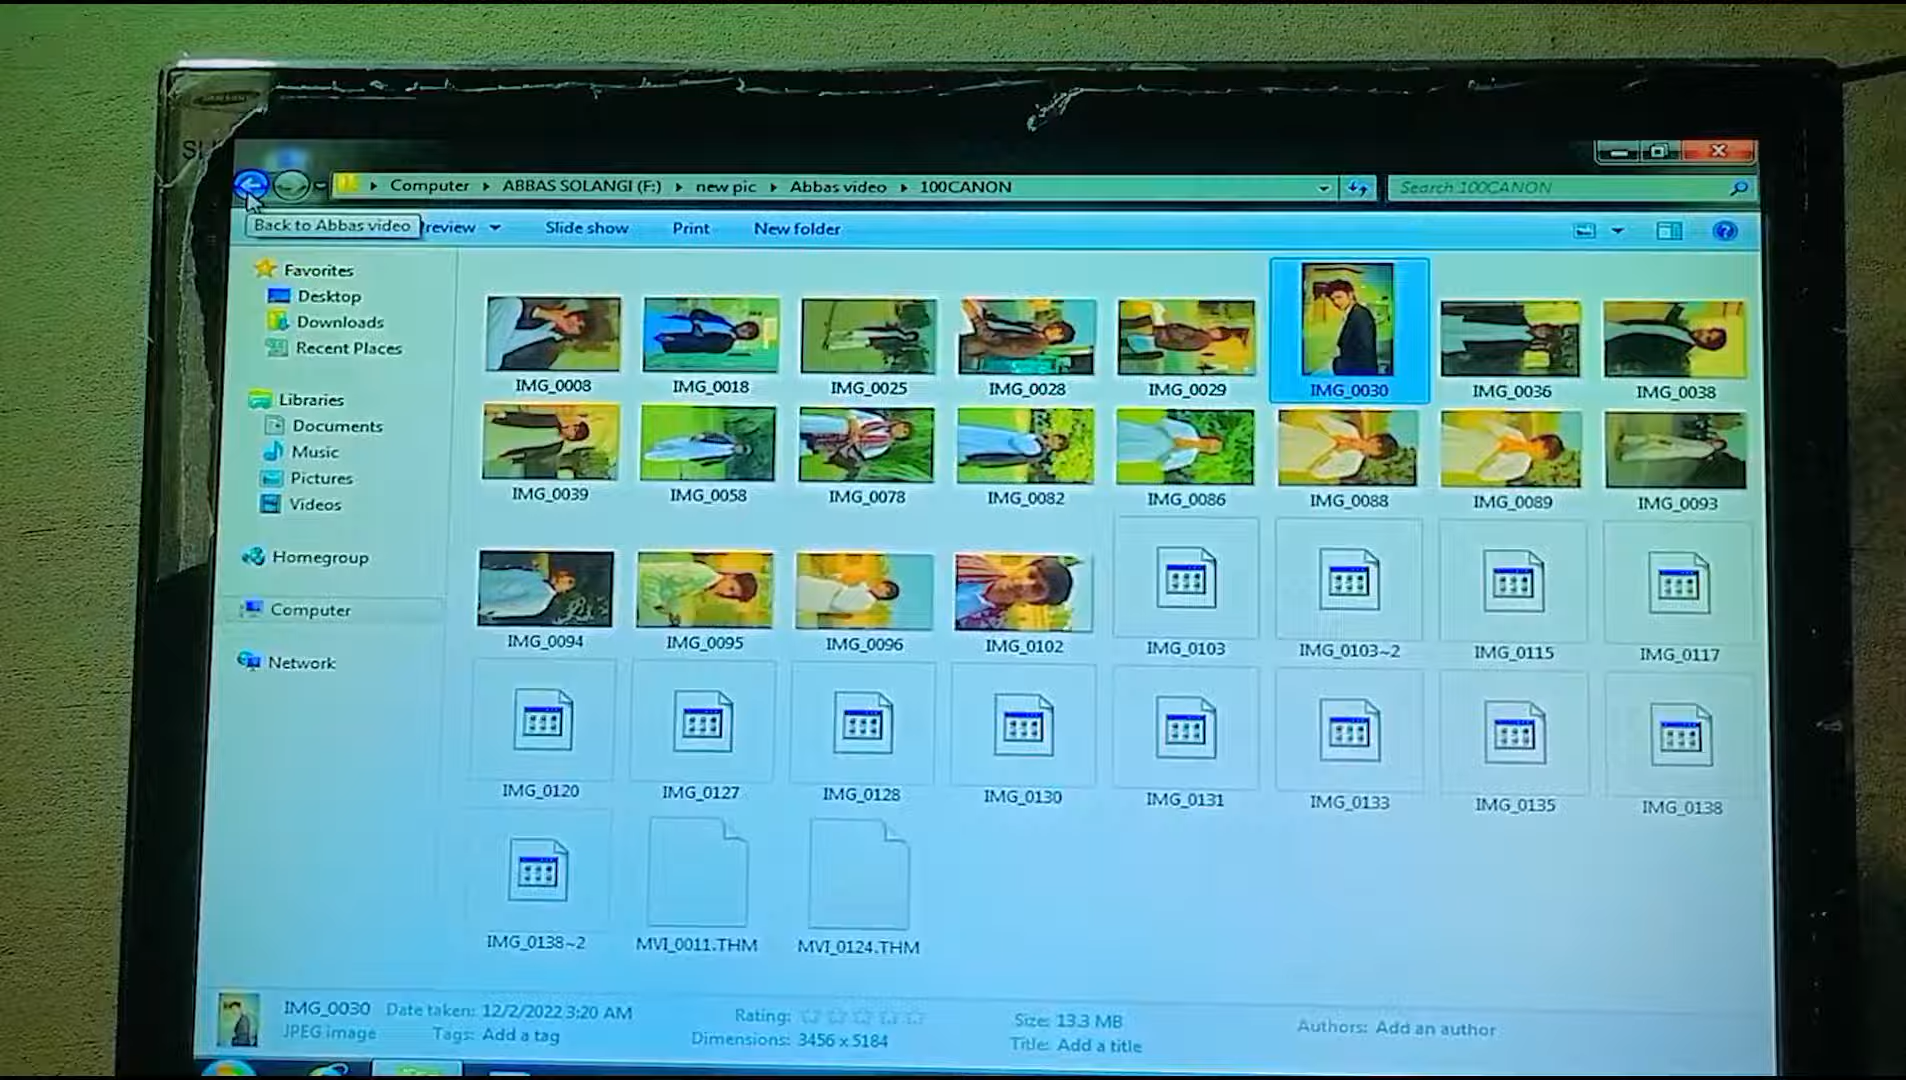 SAMSUNG
Computer ABBAS SOLANGI (F:) new pic Abbas video 100CANON
Search 100CANON
Back to Abbas video
review Slide show Print New folder
Favorites
Desktop
Downloads
Recent Places
Libraries
Documents
Music
Pictures
Videos
Homegroup
Computer
Network
IMG_0008 IMG_0018 IMG_0025 IMG_0028 IMG_0029 IMG_0030 IMG_0036 IMG_0038
IMG_0039 IMG_0058 IMG_0078 IMG_0082 IMG_0086 IMG_0088 IMG_0089 IMG_0093
IMG_0094 IMG_0095 IMG_0096 IMG_0102 IMG_0103 IMG_0103~2 IMG_0115 IMG_0117
IMG_0120 IMG_0127 IMG_0128 IMG_0130 IMG_0131 IMG_0133 IMG_0135 IMG_0138
IMG_0138~2 MVI_0011.THM MVI_0124.THM
IMG_0030 Date taken: 12/2/2022 3:20 AM Rating: Size: 13.3 MB Authors: Add an author
JPEG image Tags: Add a tag Dimensions: 3456 x 5184 Title: Add a title